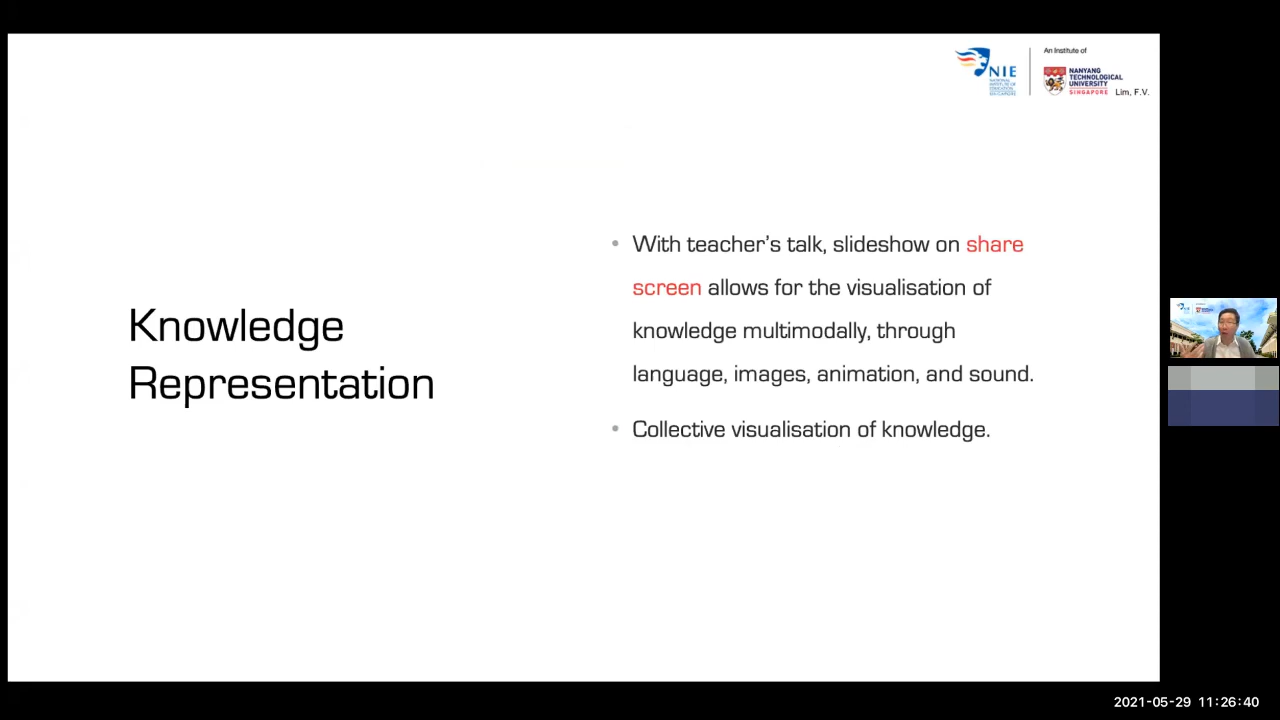 An Institute of
NIE
NATIONAL
INSTITUTE OF
EDUCATION
SINGAPORE
NANYANG
TECHNOLOGICAL
UNIVERSITY
SINGAPORE
Lim, F.V.
Knowledge
Representation
• With teacher’s talk, slideshow on share
screen allows for the visualisation of
knowledge multimodally, through
language, images, animation, and sound.
• Collective visualisation of knowledge.
2021-05-29 11:26:40